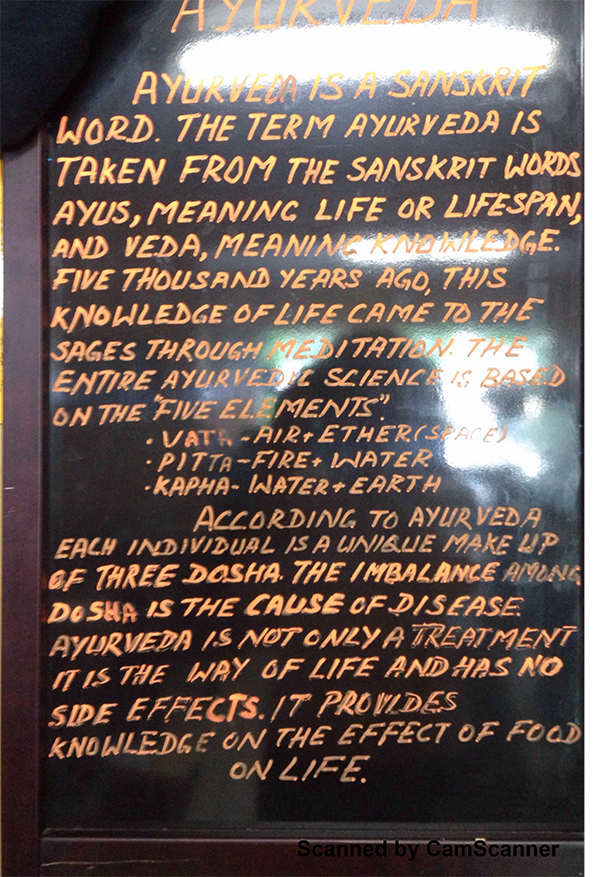 AYURVEDA
AYURVEDA IS A SANSKRIT
WORD. THE TERM AYURVEDA IS
TAKEN FROM THE SANSKRIT WORDS
AYUS, MEANING LIFE OR LIFESPAN,
AND VEDA, MEANING KNOWLEDGE.
FIVE THOUSAND YEARS AGO, THIS
KNOWLEDGE OF LIFE CAME TO THE
SAGES THROUGH MEDITATION. THE
ENTIRE AYURVEDIC SCIENCE IS BASED
ON THE "FIVE ELEMENTS".
• VATA - AIR + ETHER (SPACE)
• PITTA - FIRE + WATER
• KAPHA - WATER + EARTH
ACCORDING TO AYURVEDA
EACH INDIVIDUAL IS A UNIQUE MAKE UP
OF THREE DOSHA. THE IMBALANCE AMONG
DOSHA IS THE CAUSE OF DISEASE.
AYURVEDA IS NOT ONLY A TREATMENT
IT IS THE WAY OF LIFE AND HAS NO
SIDE EFFECTS. IT PROVIDES
KNOWLEDGE ON THE EFFECT OF FOOD
ON LIFE.
Scanned by CamScanner